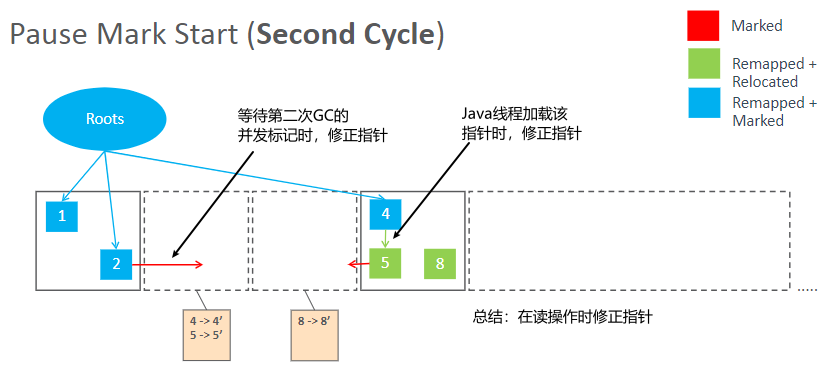 Pause Mark Start (Second Cycle)
Marked
Remapped +
Relocated
Remapped +
Marked
Roots
等待第二次GC的
并发标记时，修正指针
Java线程加载该
指针时，修正指针
1
2
4
5
8
4 -> 4’
5 -> 5’
8 -> 8’
总结：在读操作时修正指针
.....